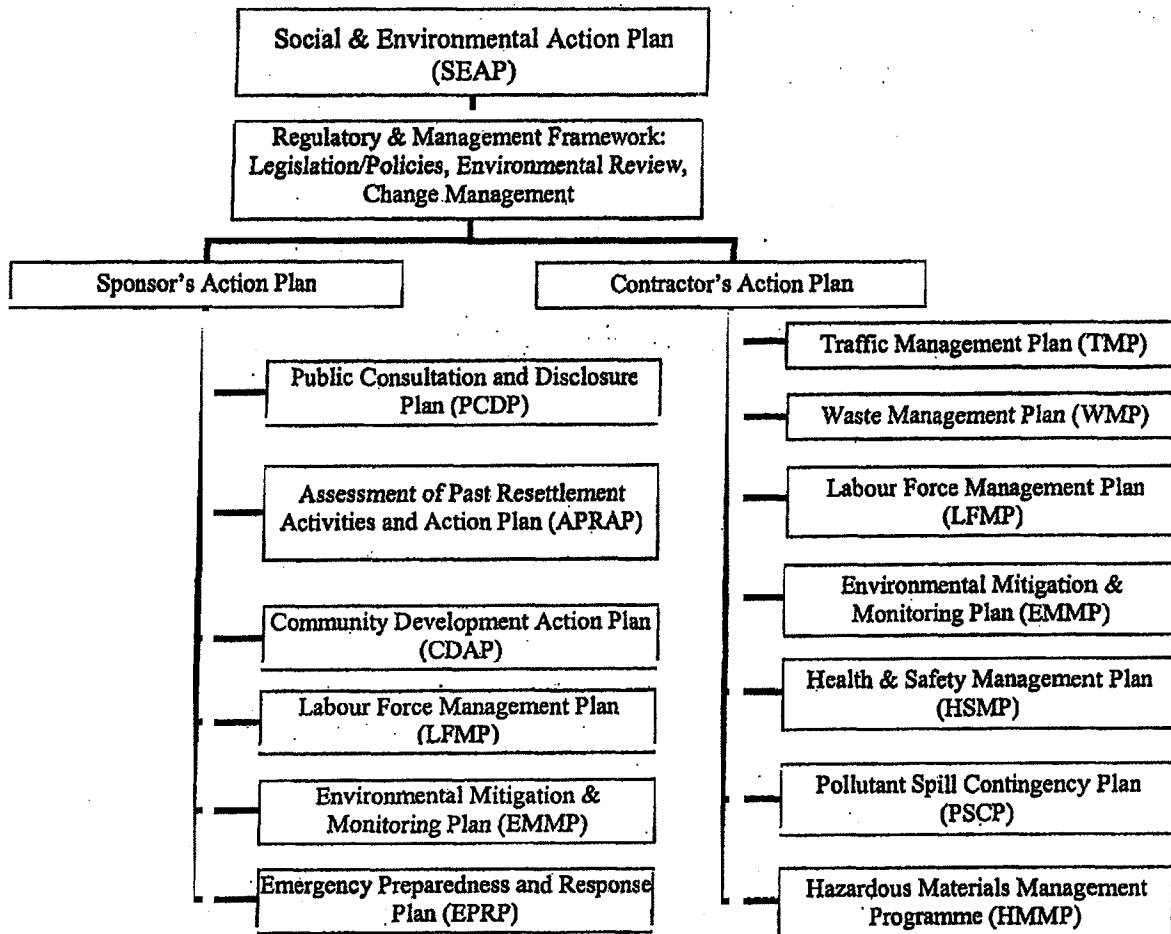 Social & Environmental Action Plan
(SEAP)
Regulatory & Management Framework:
Legislation/Policies, Environmental Review,
Change Management
Sponsor's Action Plan
Contractor's Action Plan
Public Consultation and Disclosure
Plan (PCDP)
Assessment of Past Resettlement
Activities and Action Plan (APRAP)
Community Development Action Plan
(CDAP)
Labour Force Management Plan
(LFMP)
Environmental Mitigation &
Monitoring Plan (EMMP)
Emergency Preparedness and Response
Plan (EPRP)
Traffic Management Plan (TMP)
Waste Management Plan (WMP)
Labour Force Management Plan
(LFMP)
Environmental Mitigation &
Monitoring Plan (EMMP)
Health & Safety Management Plan
(HSMP)
Pollutant Spill Contingency Plan
(PSCP)
Hazardous Materials Management
Programme (HMMP)